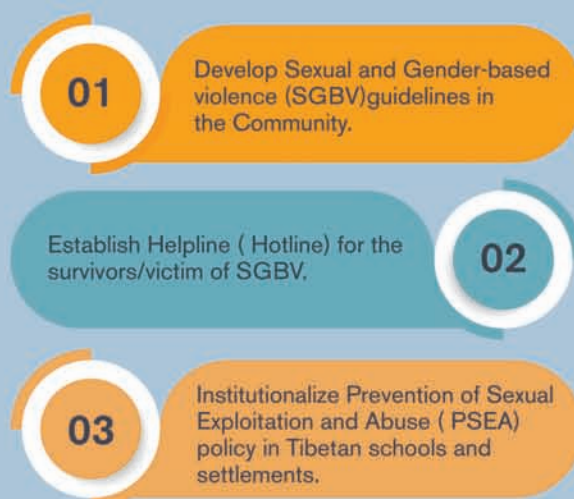 01
Develop Sexual and Gender-based
violence (SGBV)guidelines in
the Community.
Establish Helpline ( Hotline) for the
survivors/victim of SGBV.
02
03
Institutionalize Prevention of Sexual
Exploitation and Abuse ( PSEA)
policy in Tibetan schools and
settlements.